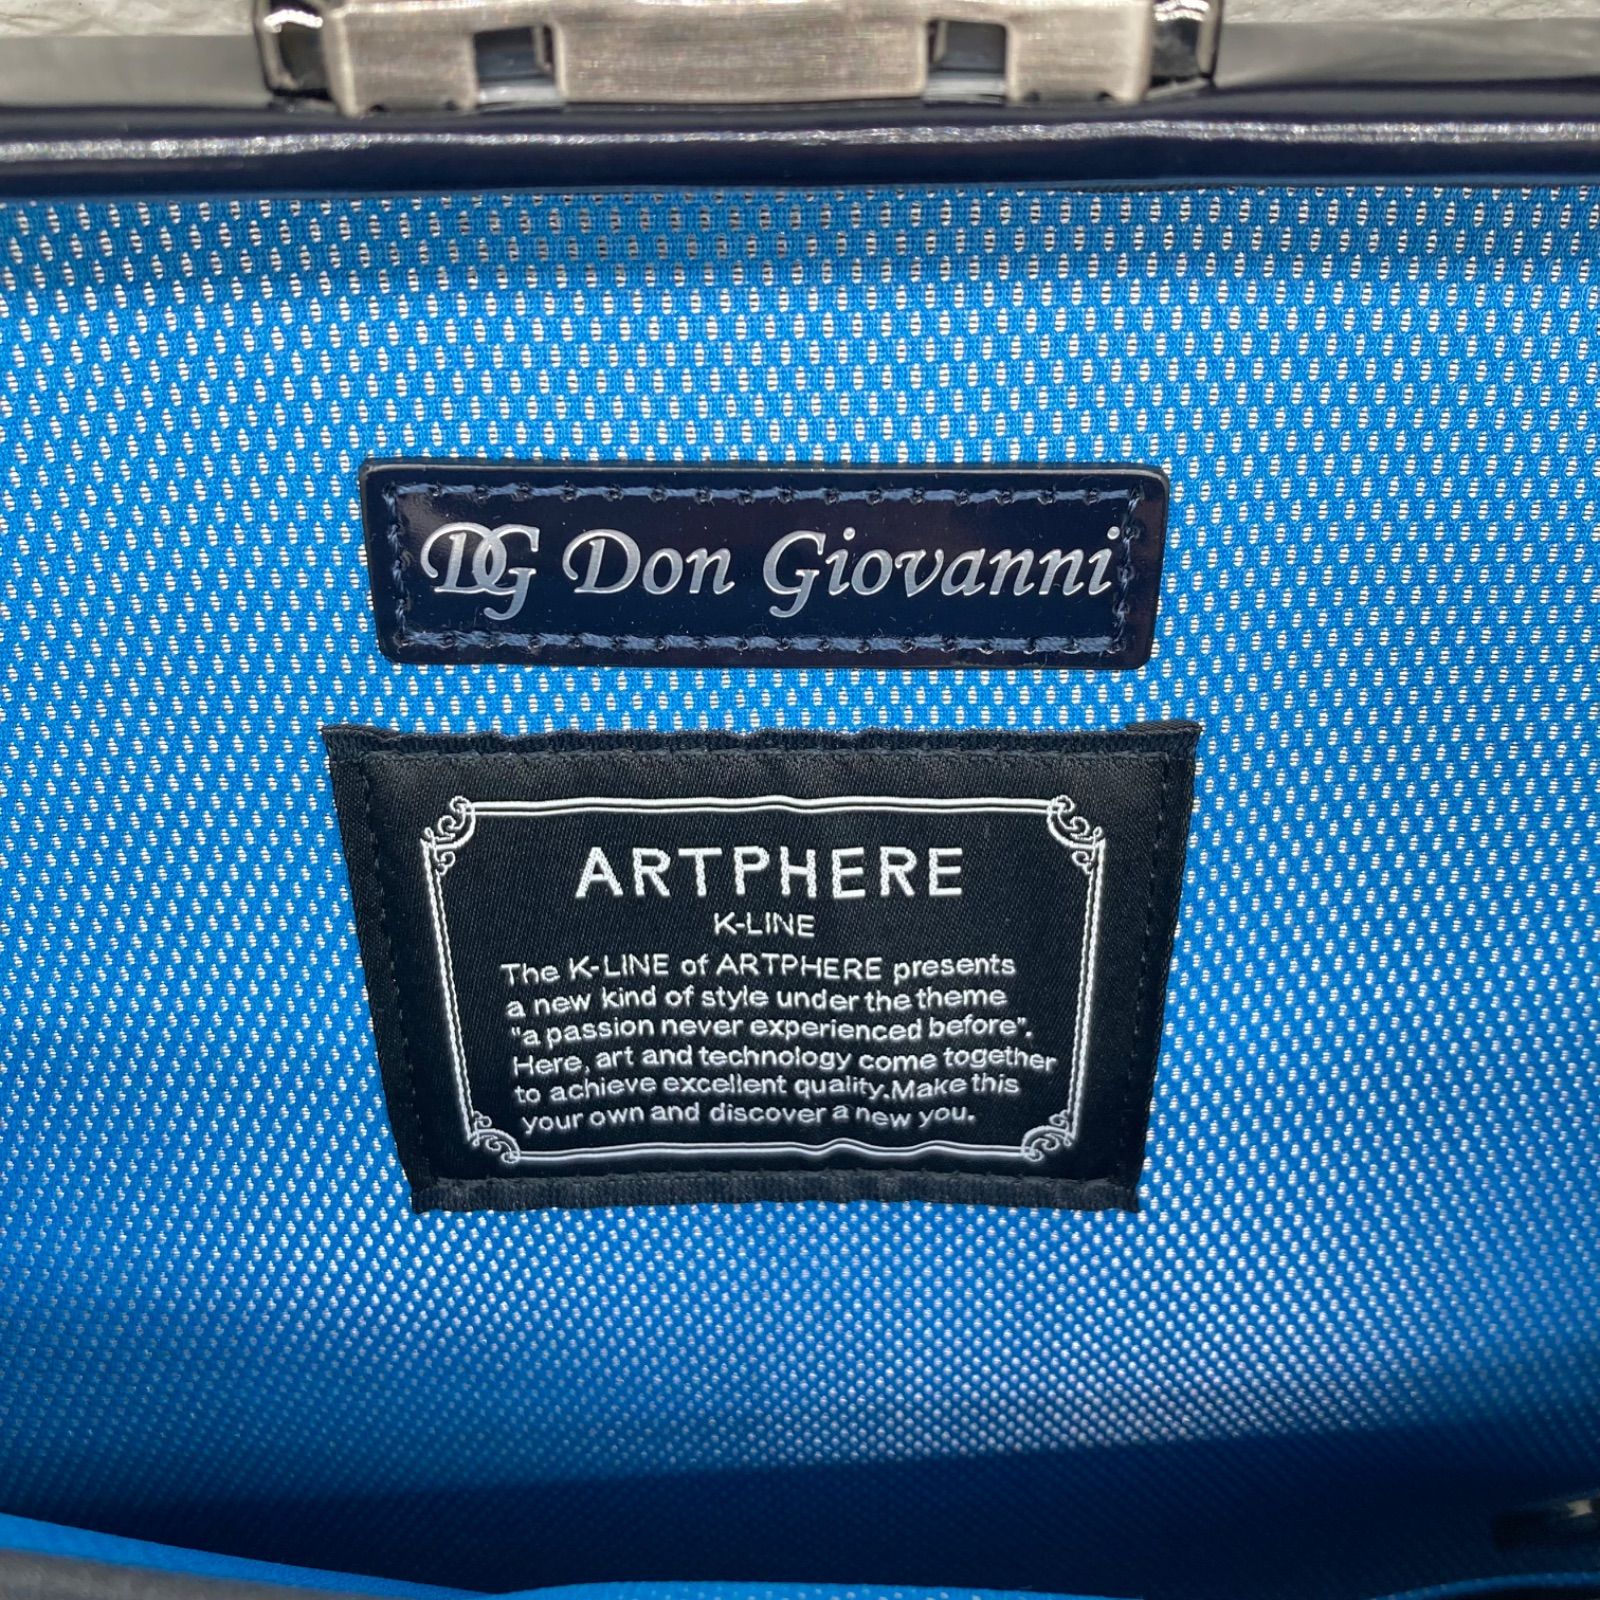 DG Don Giovanni
ARTPHERE
K-LINE
The K-LINE of ARTPHERE presents
a new kind of style under the theme
"a passion never experienced before".
Here, art and technology come together
to achieve excellent quality.Make this
your own and discover a new you.